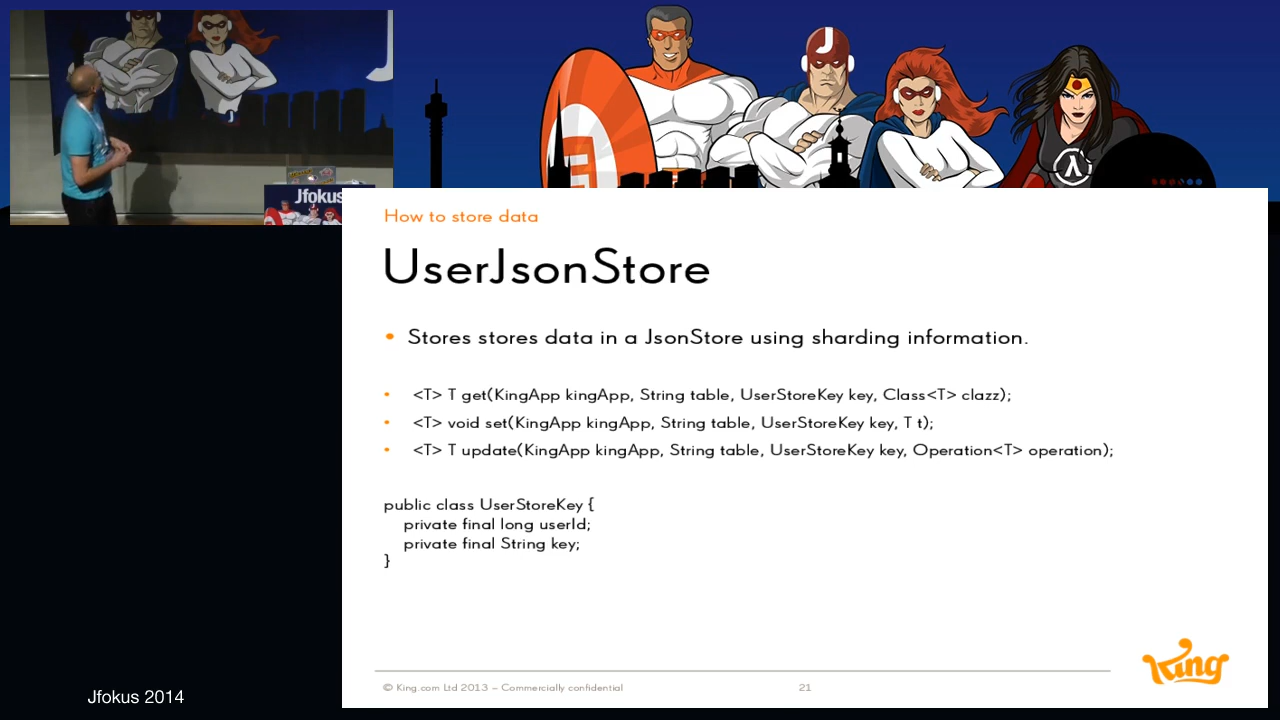 Jfokus
J
How to store data
UserJsonStore
• Stores stores data in a JsonStore using sharding information.
• <T> T get(KingApp kingApp, String table, UserStoreKey key, Class<T> clazz);
• <T> void set(KingApp kingApp, String table, UserStoreKey key, T t);
• <T> T update(KingApp kingApp, String table, UserStoreKey key, Operation<T> operation);
public class UserStoreKey {
private final long userId;
private final String key;
}
© King.com Ltd 2013 – Commercially confidential
21
King
Jfokus 2014